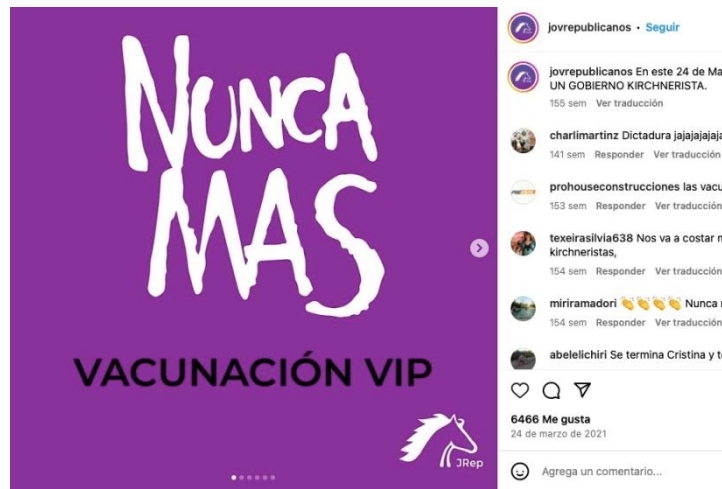 NUNCA
MAS
VACUNACIÓN VIP
JRep
jovrepublicanos • Seguir
jovrepublicanos En este 24 de Ma
UN GOBIERNO KIRCHNERISTA.
155 sem Ver traducción
charlimartinz Dictadura jajajajaja
141 sem Responder Ver traducción
prohouseconstrucciones las vacu
153 sem Responder Ver traducción
texeirasilvia638 Nos va a costar m
kirchneristas,
154 sem Responder Ver traducción
miriramadori 👏👏👏👏 Nunca
154 sem Responder Ver traducción
abelelichiri Se termina Cristina y
6466 Me gusta
24 de marzo de 2021
Agrega un comentario...